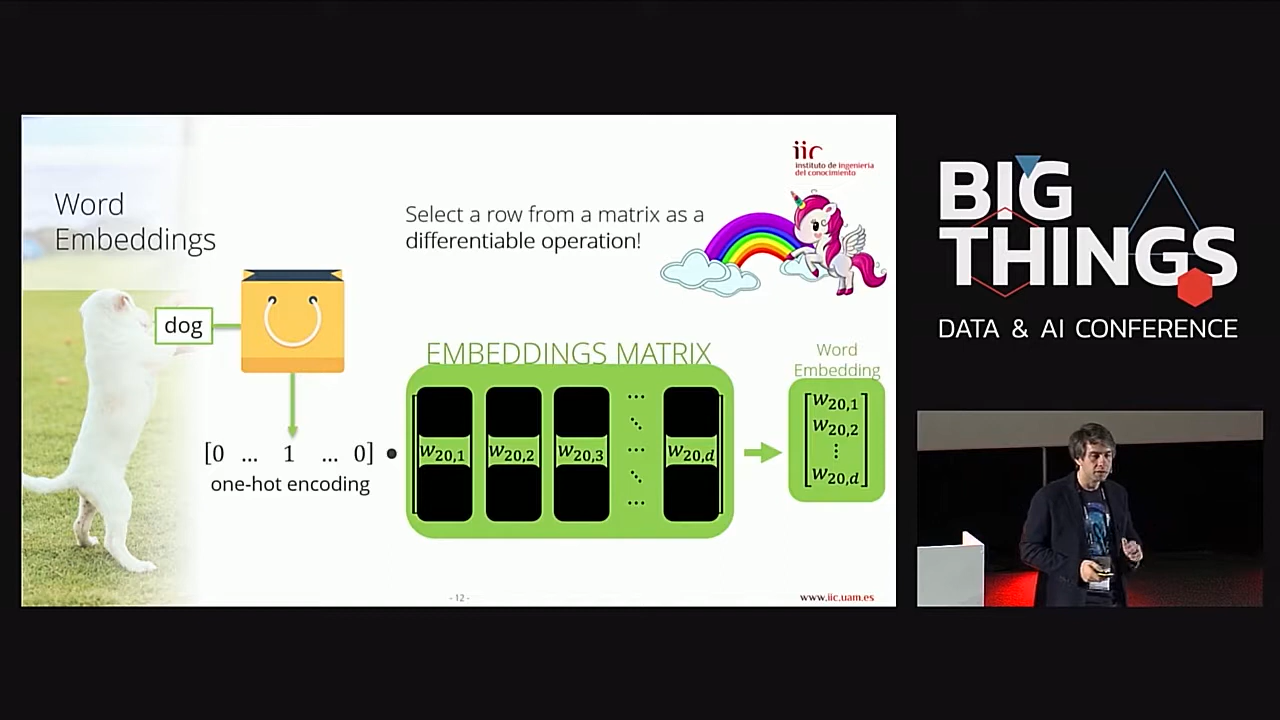 Word
Embeddings
Select a row from a matrix as a
differentiable operation!
iic
instituto de ingeniería
del conocimiento
dog
[0 ... 1 ... 0] •
one-hot encoding
EMBEDDINGS MATRIX
w20,1 w20,2 w20,3 ... w20,d
Word
Embedding
w20,1
w20,2
⋮
w20,d
- 12 -
www.iic.uam.es
BIG
THINGS
DATA & AI CONFERENCE